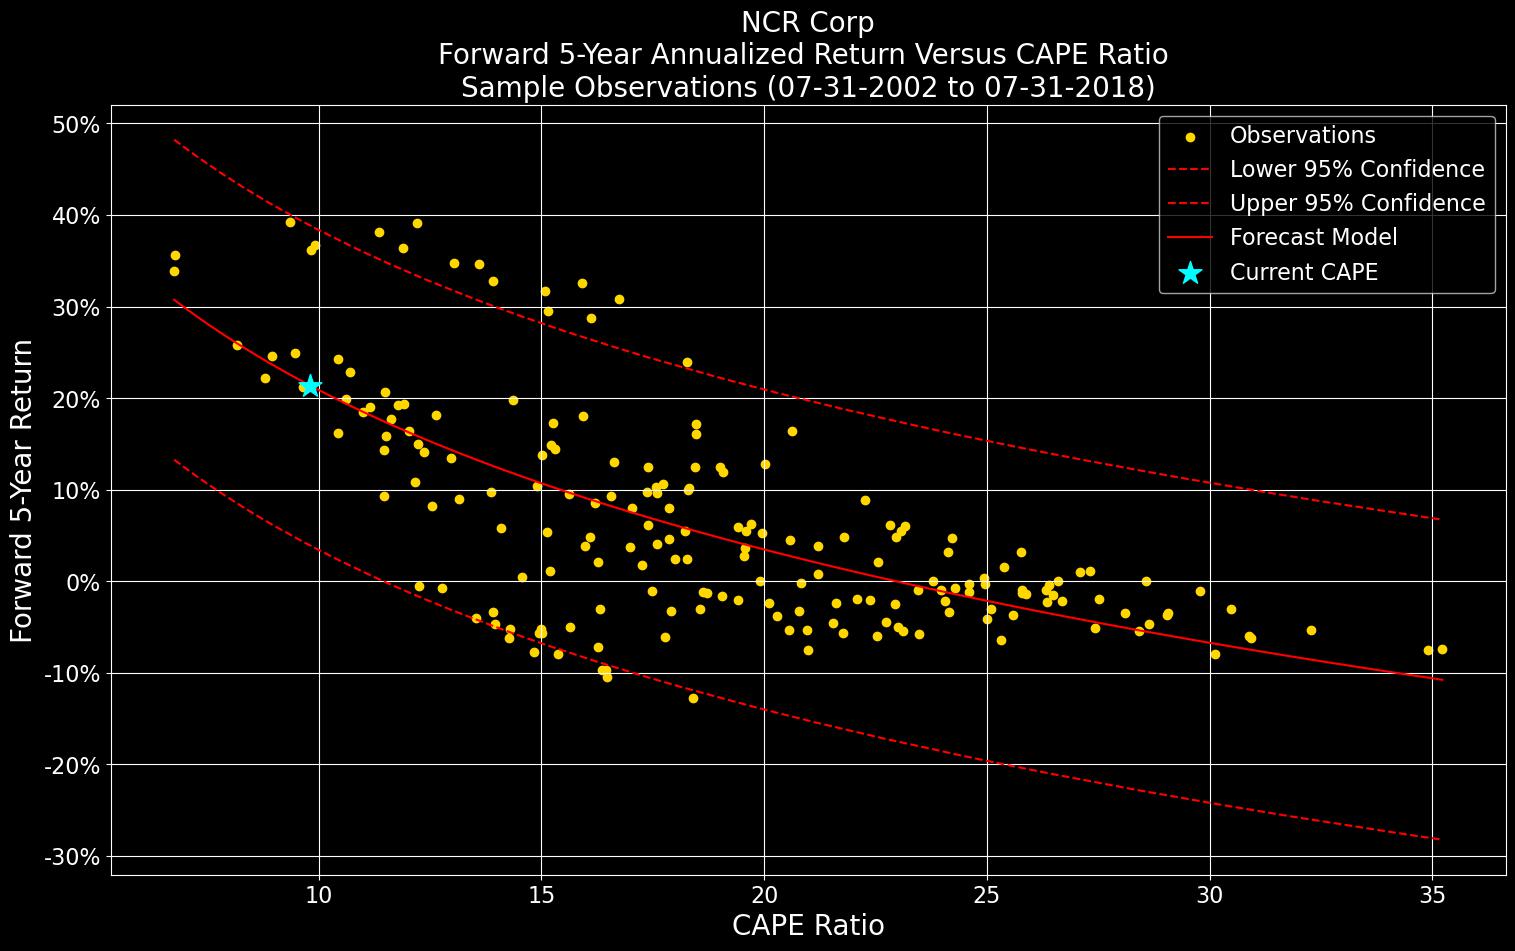 NCR Corp
Forward 5-Year Annualized Return Versus CAPE Ratio
Sample Observations (07-31-2002 to 07-31-2018)
Observations
Lower 95% Confidence
Upper 95% Confidence
Forecast Model
Current CAPE
Forward 5-Year Return
50%
40%
30%
20%
10%
0%
-10%
-20%
-30%
10 15 20 25 30 35
CAPE Ratio